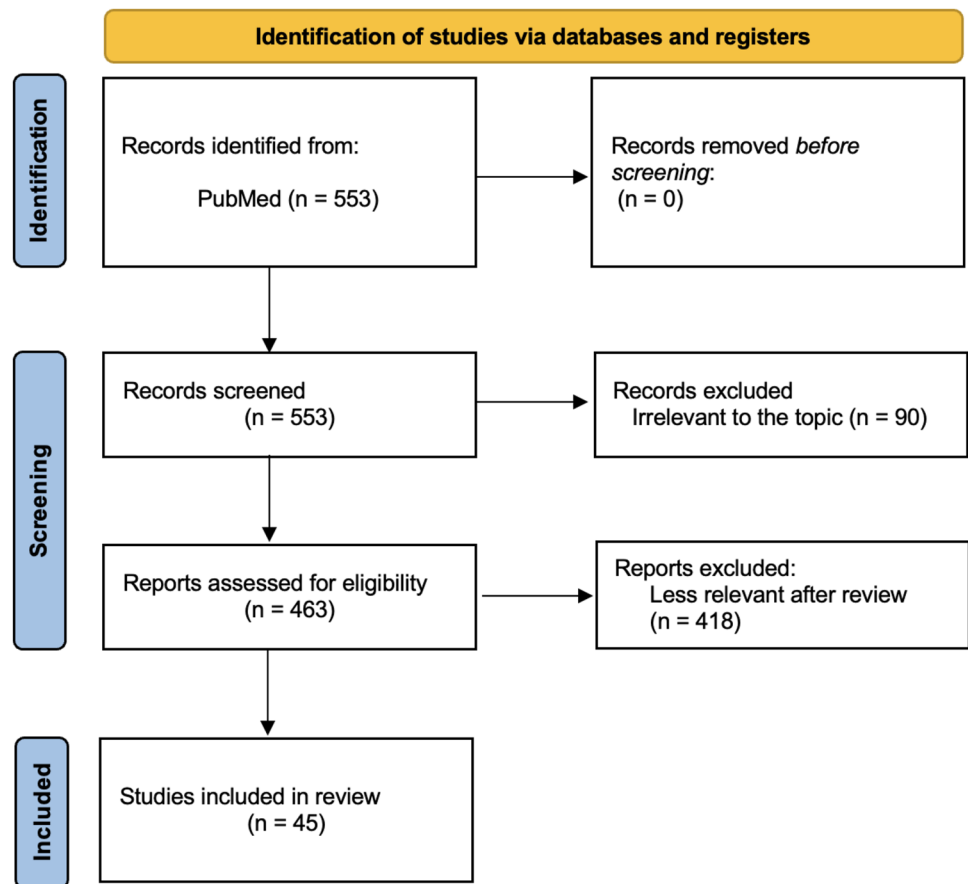 Identification of studies via databases and registers
Identification
Records identified from:
PubMed (n = 553)
Records removed before
screening:
(n = 0)
Screening
Records screened
(n = 553)
Records excluded
Irrelevant to the topic (n = 90)
Reports assessed for eligibility
(n = 463)
Reports excluded:
Less relevant after review
(n = 418)
Included
Studies included in review
(n = 45)